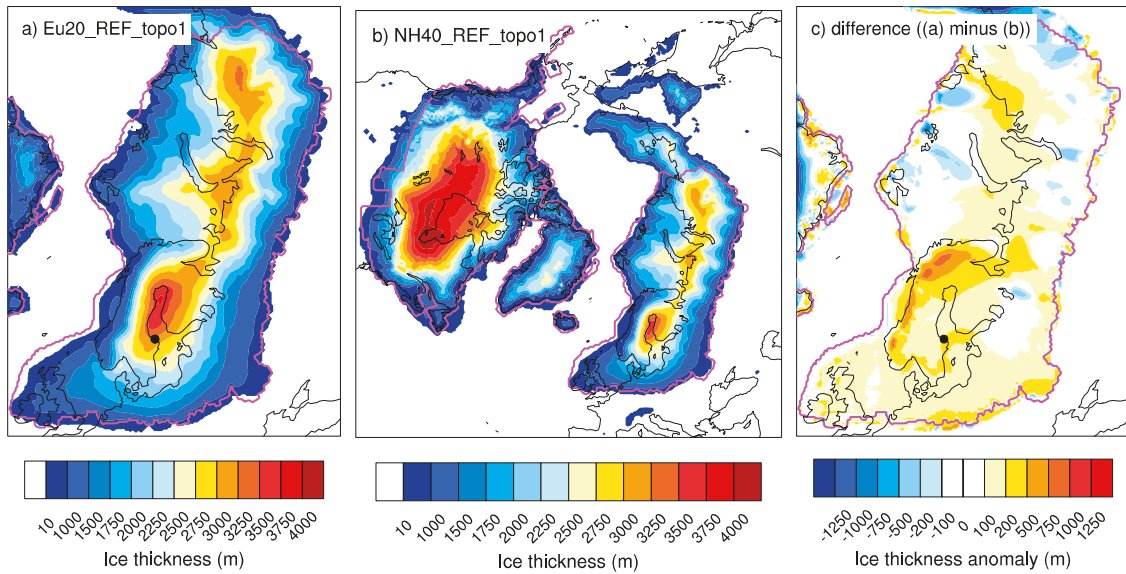 a) Eu20_REF_topo1
b) NH40_REF_topo1
c) difference ((a) minus (b))
10 1000 1500 1750 2000 2250 2500 2750 3000 3250 3500 3750 4000
Ice thickness (m)
10 1000 1500 1750 2000 2250 2500 2750 3000 3250 3500 3750 4000
Ice thickness (m)
-1250 -1000 -750 -500 -200 -100 0 100 200 500 750 1000 1250
Ice thickness anomaly (m)